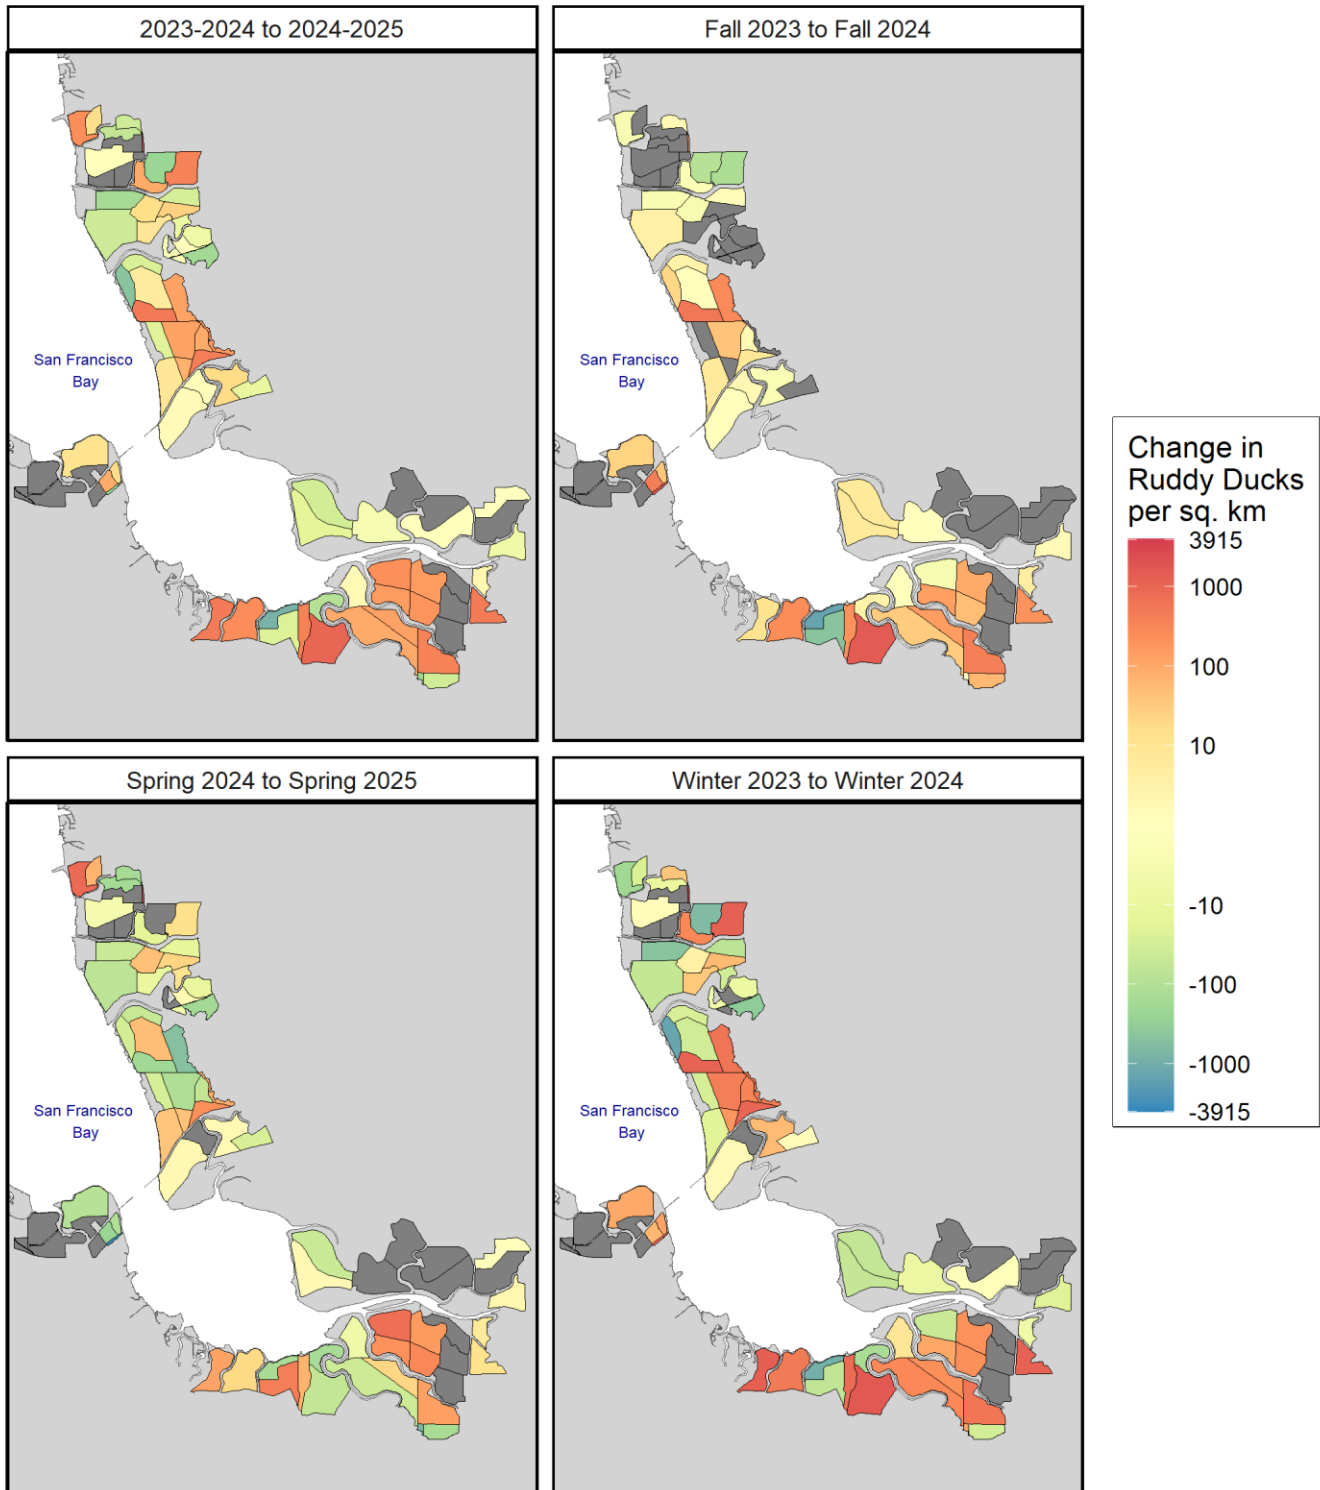 2023-2024 to 2024-2025
Fall 2023 to Fall 2024
San Francisco
Bay
San Francisco
Bay
Change in
Ruddy Ducks
per sq. km
3915
1000
100
10
-10
-100
-1000
-3915
Spring 2024 to Spring 2025
Winter 2023 to Winter 2024
San Francisco
Bay
San Francisco
Bay